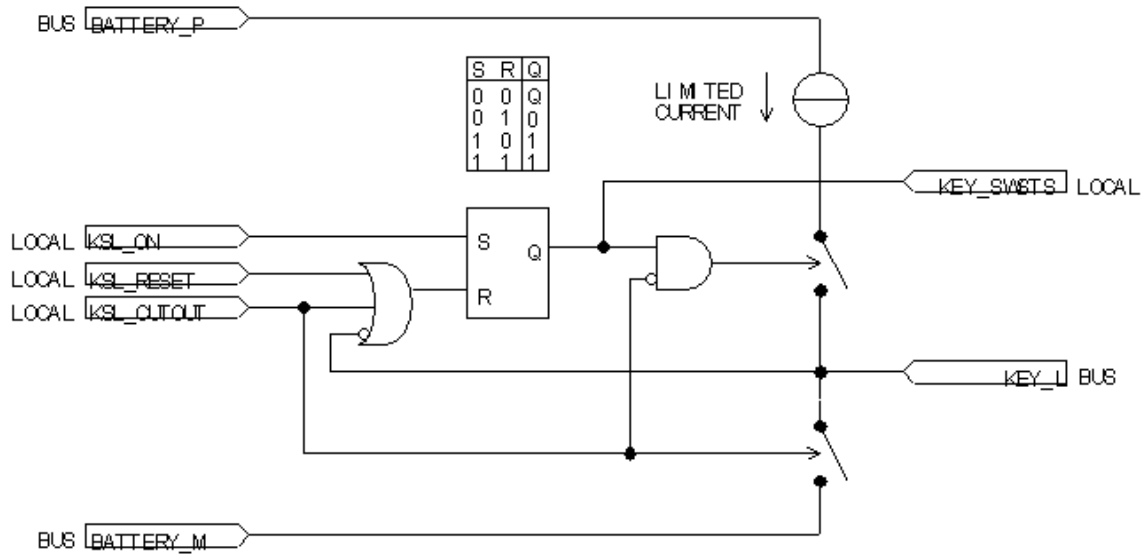 BUS BATTERY_P
S R Q
0 0 Q
0 1 0
1 0 1
1 1 1
LIMITED
CURRENT
KEY_SWSTS LOCAL
LOCAL KSL_ON
S
Q
LOCAL KSL_RESET
R
LOCAL KSL_CUTOUT
KEY_L BUS
BUS BATTERY_M